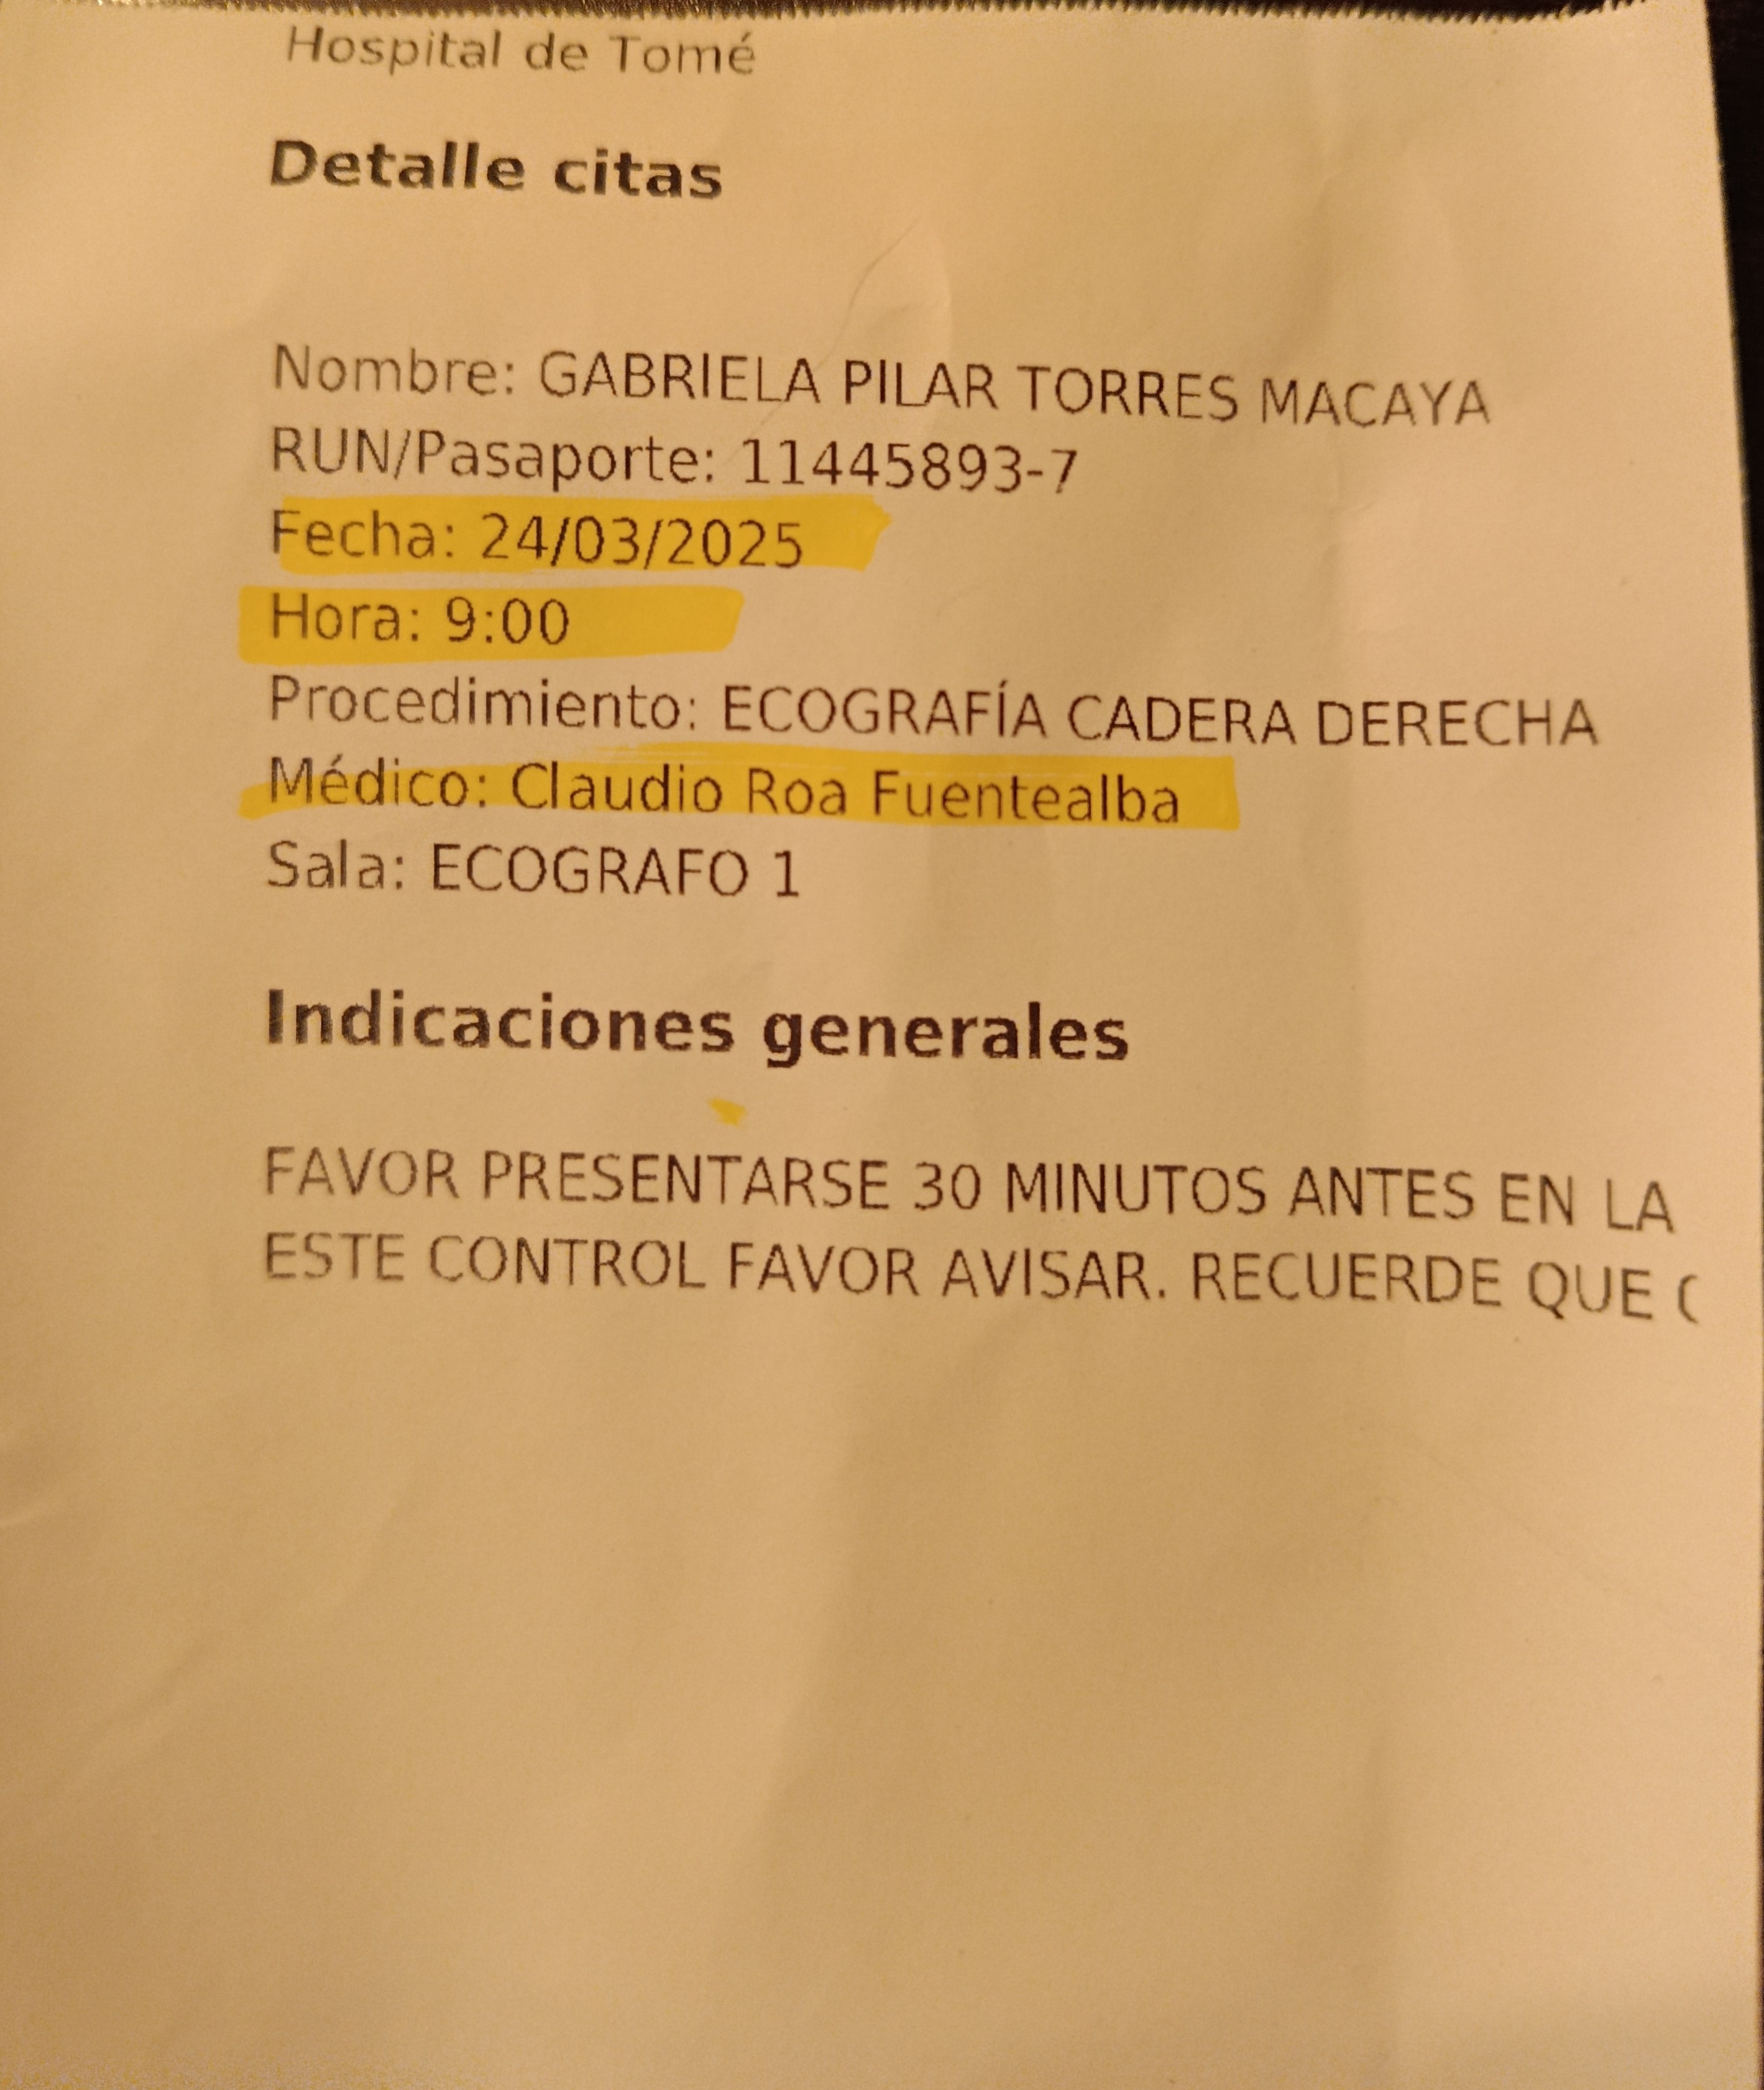 Hospital de Tomé
Detalle citas
Nombre: GABRIELA PILAR TORRES MACAYA
RUN/Pasaporte: 11445893-7
Fecha: 24/03/2025
Hora: 9:00
Procedimiento: ECOGRAFÍA CADERA DERECHA
Médico: Claudio Roa Fuentealba
Sala: ECOGRAFO 1
Indicaciones generales
FAVOR PRESENTARSE 30 MINUTOS ANTES EN LA
ESTE CONTROL FAVOR AVISAR. RECUERDE QUE